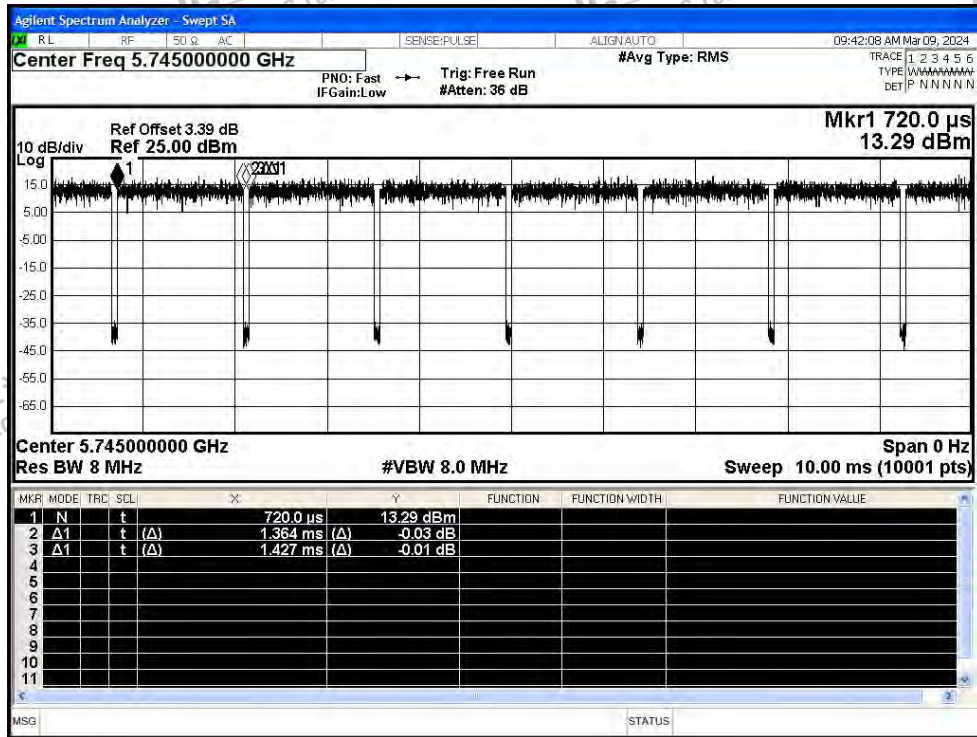 Agilent Spectrum Analyzer - Swept SA
LXI RL RF 50 Ω AC SENSE:PULSE ALIGN AUTO 09:42:08 AM Mar 09, 2024
Center Freq 5.745000000 GHz #Avg Type: RMS TRACE 1 2 3 4 5 6
PNO: Fast Trig: Free Run TYPE WWWWWW
IFGain:Low #Atten: 36 dB DET P N N N N N
Mkr1 720.0 µs
Ref Offset 3.39 dB
10 dB/div Ref 25.00 dBm 13.29 dBm
Log
1
15.0
5.00
-5.00
-15.0
-25.0
-35.0
-45.0
-55.0
-65.0
Center 5.745000000 GHz Span 0 Hz
Res BW 8 MHz #VBW 8.0 MHz Sweep 10.00 ms (10001 pts)
MKR MODE TRC SCL X Y FUNCTION FUNCTION WIDTH FUNCTION VALUE
1 N t 720.0 µs 13.29 dBm
2 Δ1 t (Δ) 1.364 ms (Δ) -0.03 dB
3 Δ1 t (Δ) 1.427 ms (Δ) -0.01 dB
4
5
6
7
8
9
10
11
MSG STATUS